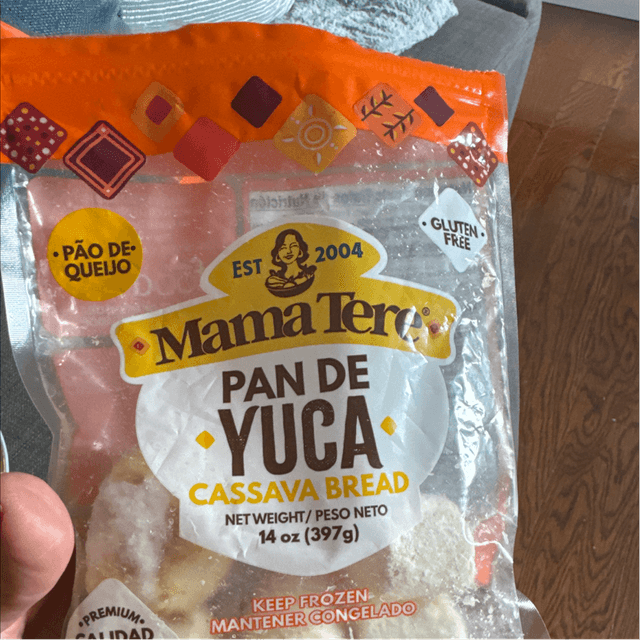 • PÃO DE •
QUEIJO
• GLUTEN •
FREE
EST 2004
Mama Tere®
PAN DE
YUCA
CASSAVA BREAD
NET WEIGHT/ PESO NETO
14 oz (397g)
KEEP FROZEN
MANTENER CONGELADO
• PREMIUM •
CALIDAD